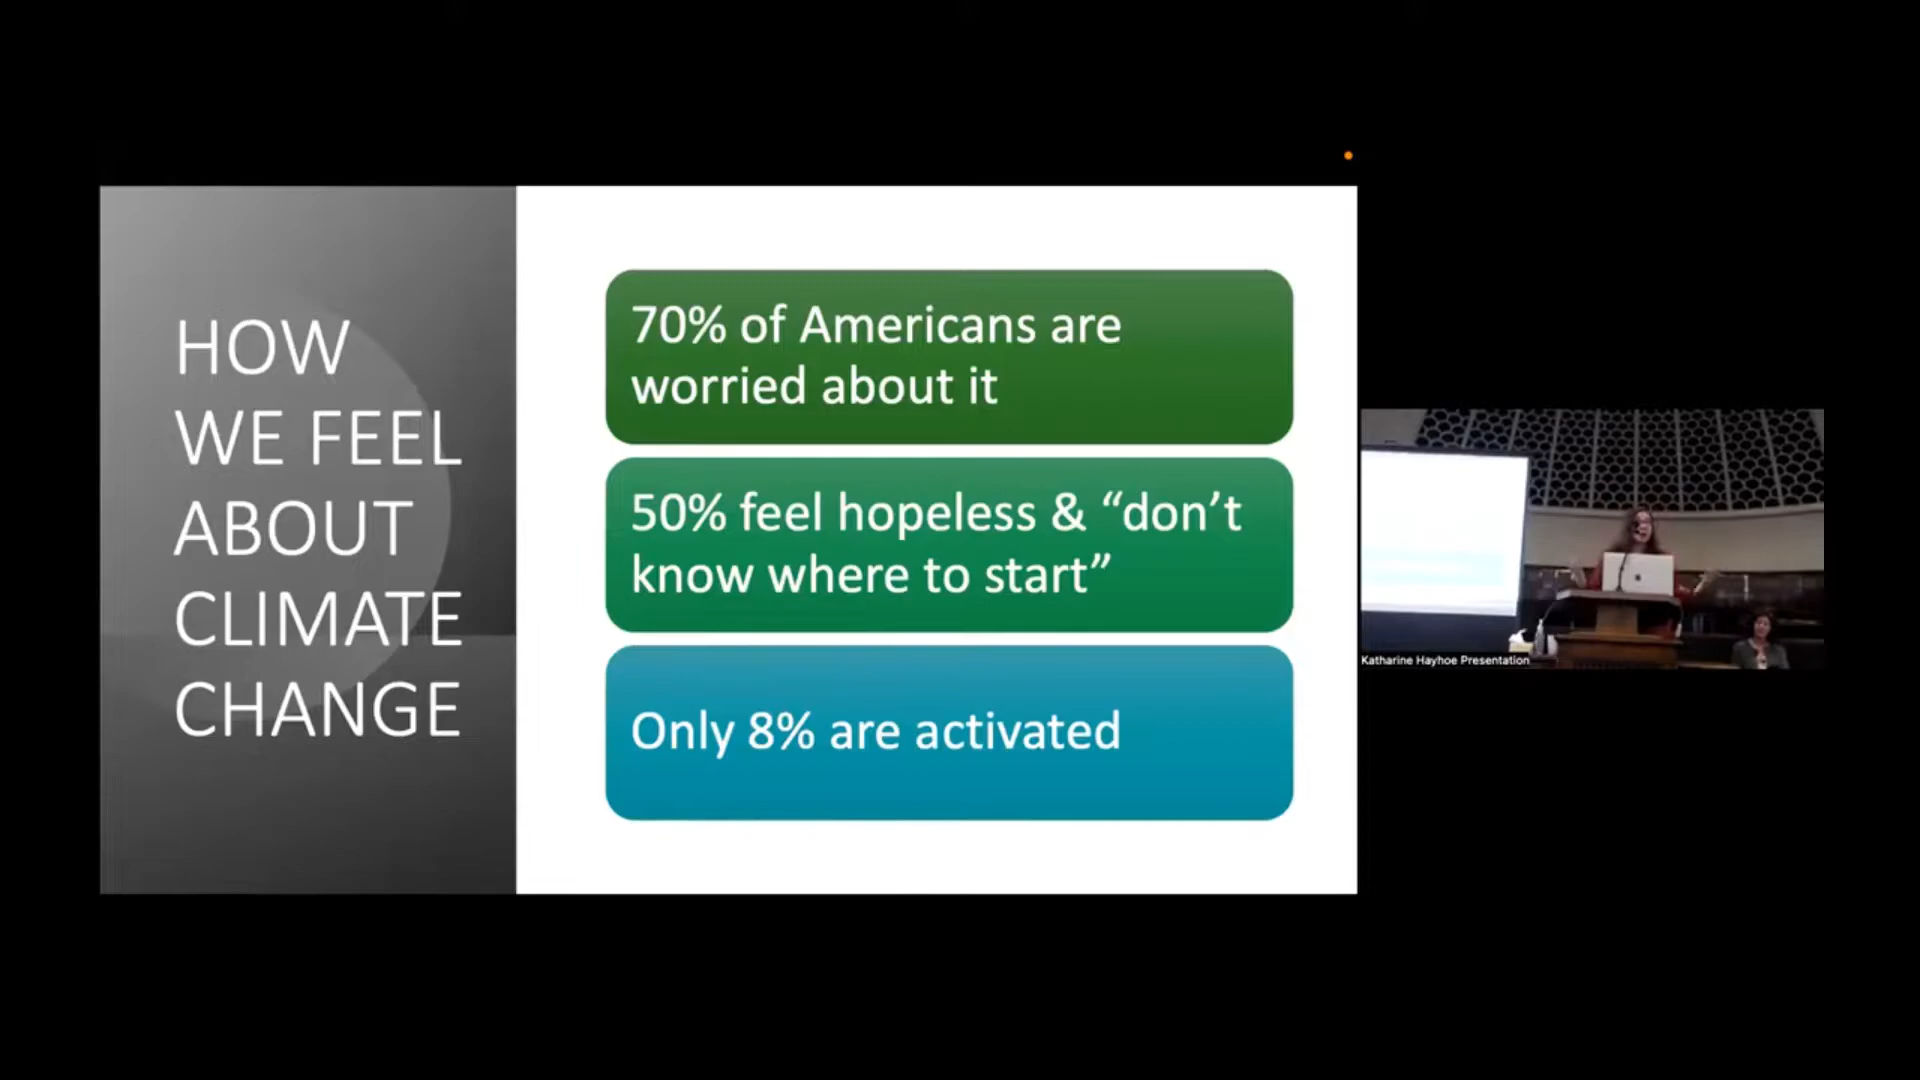 HOW
WE FEEL
ABOUT
CLIMATE
CHANGE
70% of Americans are
worried about it
50% feel hopeless & “don’t
know where to start”
Only 8% are activated
Katharine Hayhoe Presentation